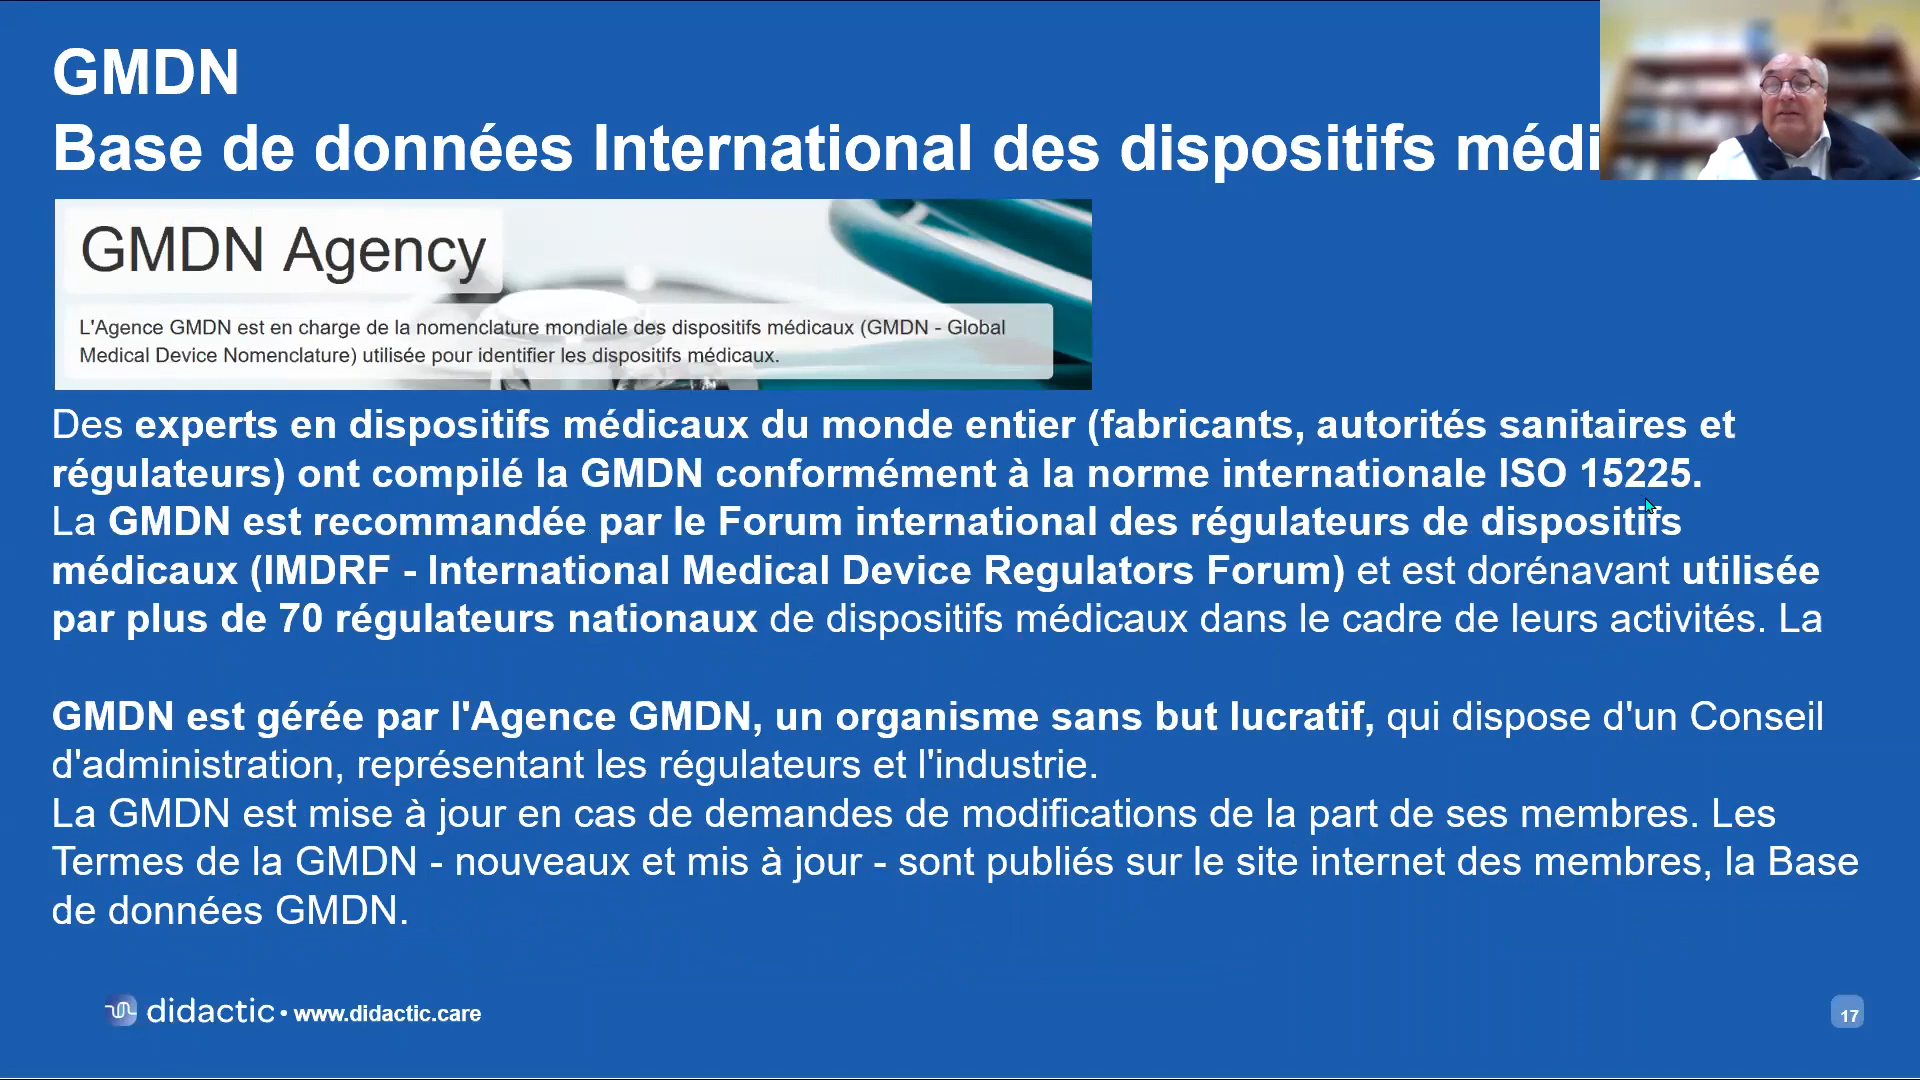 GMDN
Base de données International des dispositifs médi
GMDN Agency
L'Agence GMDN est en charge de la nomenclature mondiale des dispositifs médicaux (GMDN - Global
Medical Device Nomenclature) utilisée pour identifier les dispositifs médicaux.
Des experts en dispositifs médicaux du monde entier (fabricants, autorités sanitaires et
régulateurs) ont compilé la GMDN conformément à la norme internationale ISO 15225.
La GMDN est recommandée par le Forum international des régulateurs de dispositifs
médicaux (IMDRF - International Medical Device Regulators Forum) et est dorénavant utilisée
par plus de 70 régulateurs nationaux de dispositifs médicaux dans le cadre de leurs activités. La
GMDN est gérée par l'Agence GMDN, un organisme sans but lucratif, qui dispose d'un Conseil
d'administration, représentant les régulateurs et l'industrie.
La GMDN est mise à jour en cas de demandes de modifications de la part de ses membres. Les
Termes de la GMDN - nouveaux et mis à jour - sont publiés sur le site internet des membres, la Base
de données GMDN.
didactic • www.didactic.care
17